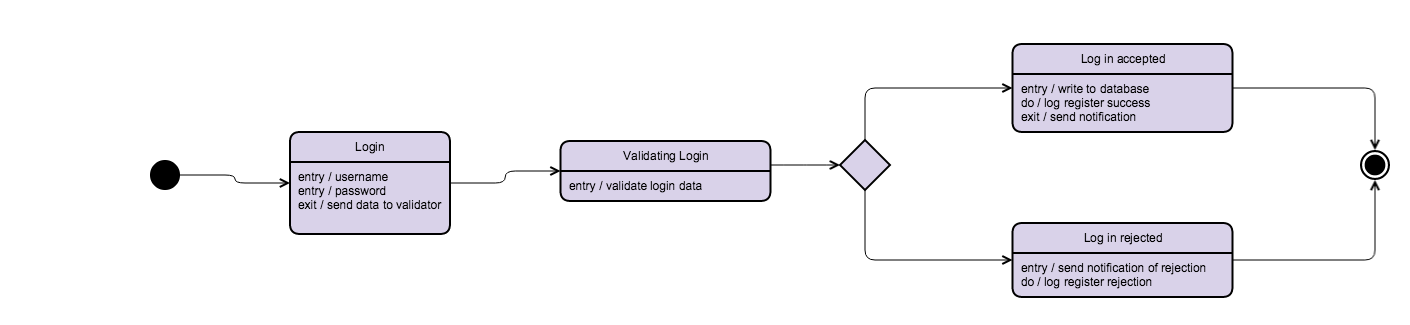 Login
entry / username
entry / password
exit / send data to validator
Validating Login
entry / validate login data
Log in accepted
entry / write to database
do / log register success
exit / send notification
Log in rejected
entry / send notification of rejection
do / log register rejection